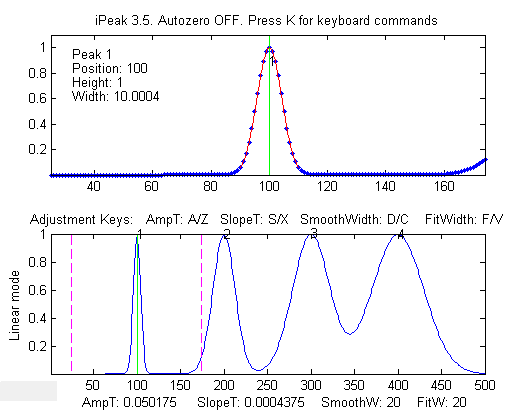 iPeak 3.5. Autozero OFF. Press K for keyboard commands
1
0.8
0.6
0.4
0.2
Peak 1
Position: 100
Height: 1
Width: 10.0004
1
40 60 80 100 120 140 160
Adjustment Keys: AmpT: A/Z SlopeT: S/X SmoothWidth: D/C FitWidth: F/V
1
0.8
0.6
0.4
0.2
Linear mode
1 2 3 4
50 100 150 200 250 300 350 400 450 500
AmpT: 0.050175 SlopeT: 0.0004375 SmoothW: 20 FitW: 20